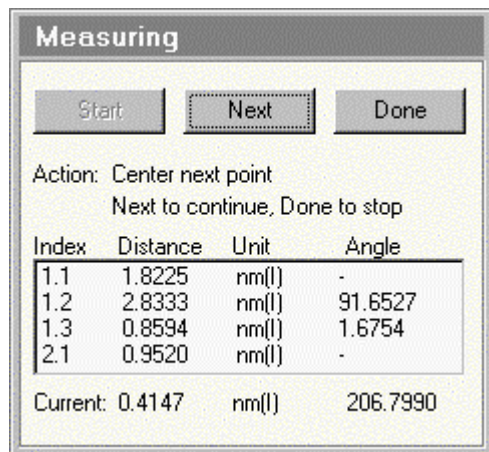 Measuring
Start Next Done
Action: Center next point
Next to continue, Done to stop
Index Distance Unit Angle
1.1 1.8225 nm(I) -
1.2 2.8333 nm(I) 91.6527
1.3 0.8594 nm(I) 1.6754
2.1 0.9520 nm(I) -
Current: 0.4147 nm(I) 206.7990